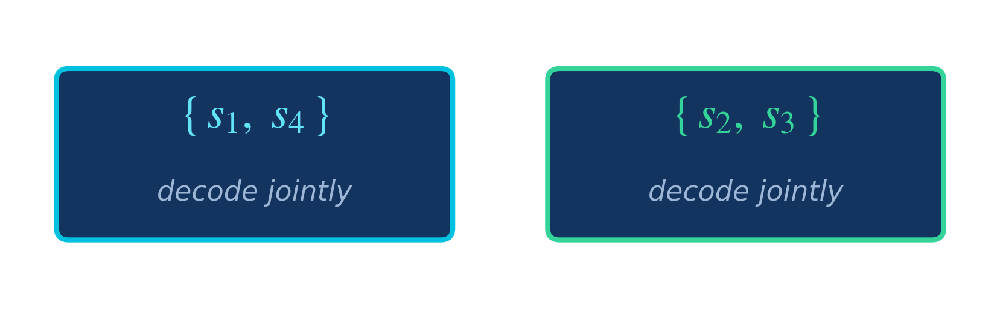 { s₁, s₄ }
decode jointly
{ s₂, s₃ }
decode jointly